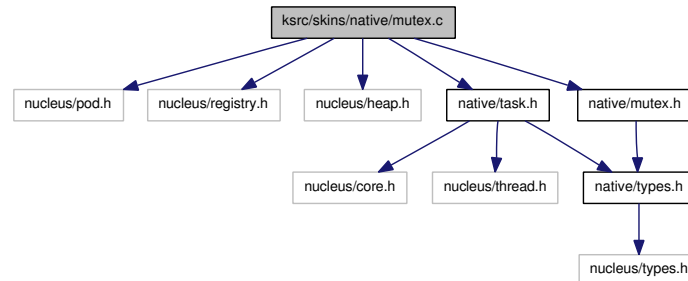 ksrc/skins/native/mutex.c
nucleus/pod.h
nucleus/registry.h
nucleus/heap.h
native/task.h
native/mutex.h
nucleus/core.h
nucleus/thread.h
native/types.h
nucleus/types.h